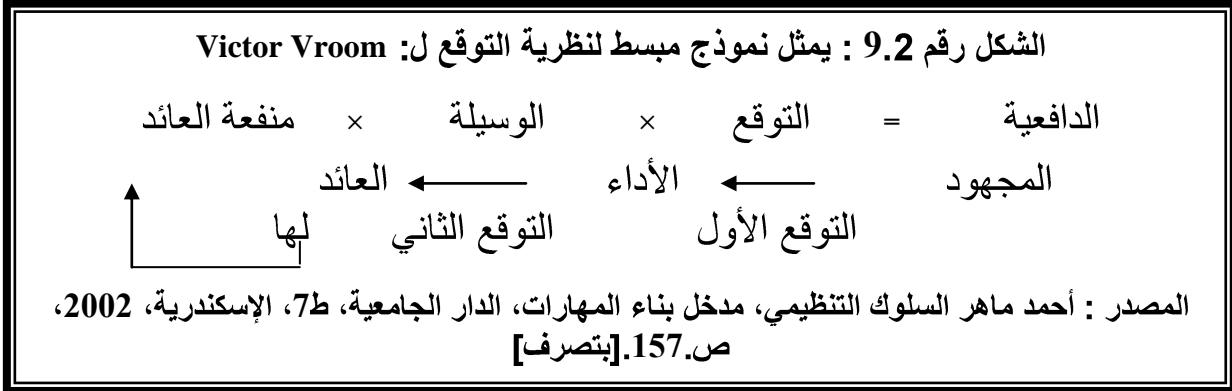 الشكل رقم 9.2 : يمثل نموذج مبسط لنظرية التوقع ل: Victor Vroom
الدافعية = التوقع × الوسيلة × منفعة العائد
المجهود الأداء العائد
التوقع الأول التوقع الثاني لها
المصدر : أحمد ماهر السلوك التنظيمي، مدخل بناء المهارات، الدار الجامعية، ط7، الإسكندرية، 2002،
ص.157.[بتصرف]